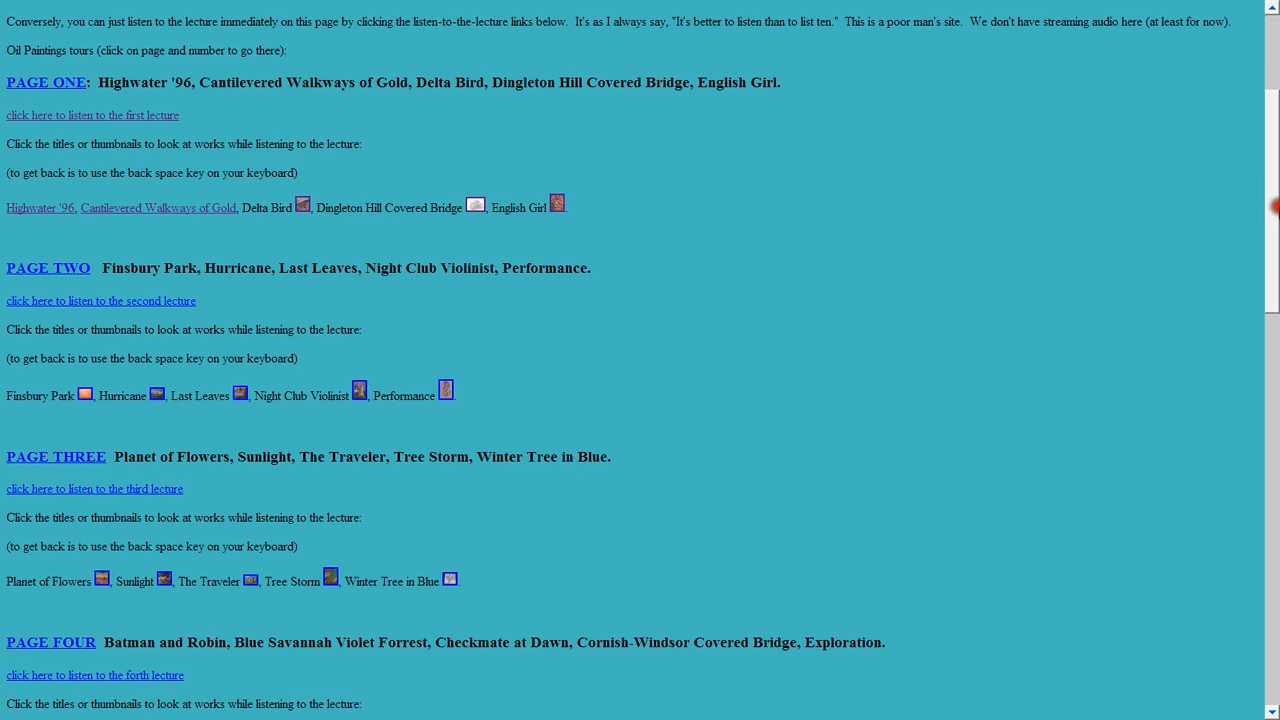 Conversely, you can just listen to the lecture immediately on this page by clicking the listen-to-the-lecture links below.  It's as I always say, "It's better to listen than to list ten."  This is a poor man's site.  We don't have streaming audio here (at least for now).
Oil Paintings tours (click on page and number to go there):
PAGE ONE:  Highwater '96, Cantilevered Walkways of Gold, Delta Bird, Dingleton Hill Covered Bridge, English Girl.
click here to listen to the first lecture
Click the titles or thumbnails to look at works while listening to the lecture:
(to get back is to use the back space key on your keyboard)
Highwater '96, Cantilevered Walkways of Gold, Delta Bird , Dingleton Hill Covered Bridge , English Girl .
PAGE TWO   Finsbury Park, Hurricane, Last Leaves, Night Club Violinist, Performance.
click here to listen to the second lecture
Click the titles or thumbnails to look at works while listening to the lecture:
(to get back is to use the back space key on your keyboard)
Finsbury Park , Hurricane , Last Leaves , Night Club Violinist , Performance .
PAGE THREE  Planet of Flowers, Sunlight, The Traveler, Tree Storm, Winter Tree in Blue.
click here to listen to the third lecture
Click the titles or thumbnails to look at works while listening to the lecture:
(to get back is to use the back space key on your keyboard)
Planet of Flowers , Sunlight , The Traveler , Tree Storm , Winter Tree in Blue .
PAGE FOUR  Batman and Robin, Blue Savannah Violet Forrest, Checkmate at Dawn, Cornish-Windsor Covered Bridge, Exploration.
click here to listen to the forth lecture
Click the titles or thumbnails to look at works while listening to the lecture: